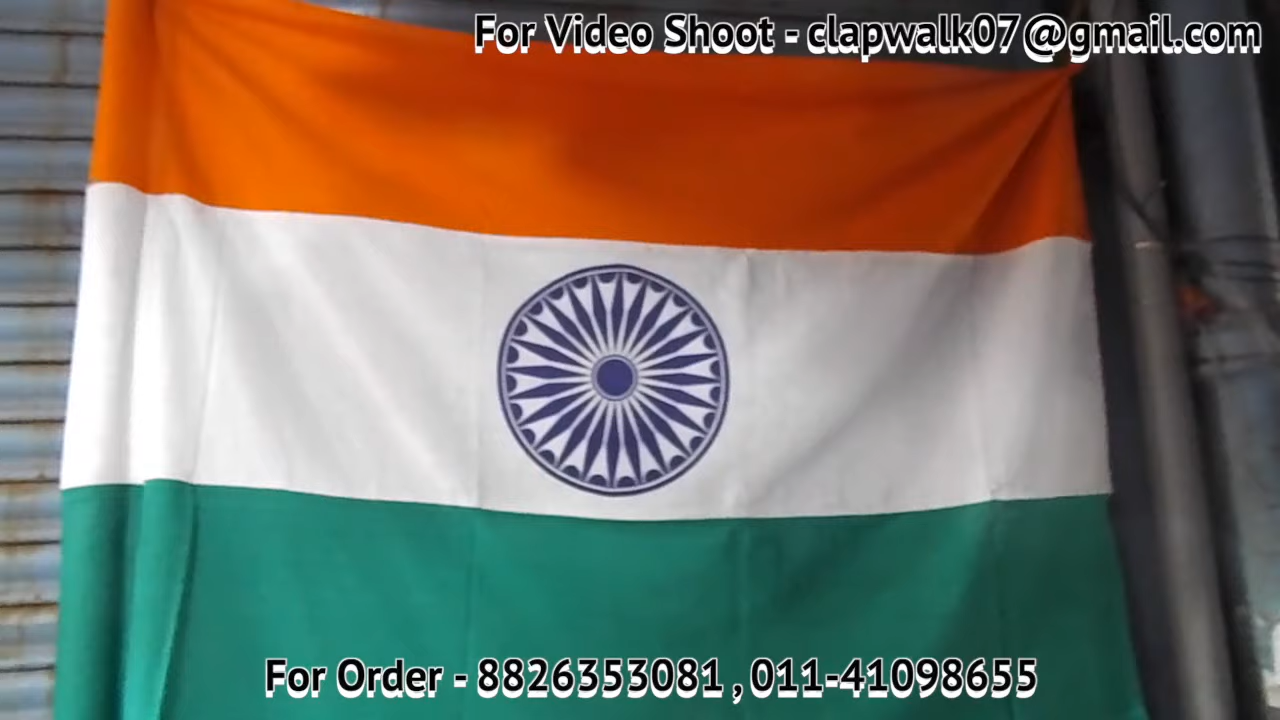 For Video Shoot - clapwalk07@gmail.com
For Order - 8826353081 , 011-41098655